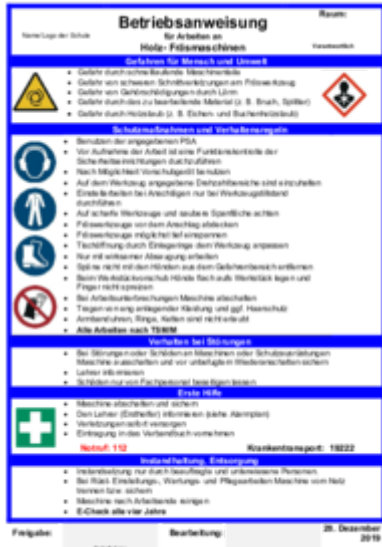 Betriebsanweisung
Raum:
Name/Logo der Schule
für Arbeiten an
Holz- Fräsmaschinen
Verantwortlich
Gefahren für Mensch und Umwelt
Gefahr durch schnelllaufende Maschinenteile
Gefahr von schweren Schnittverletzungen am Fräswerkzeug
Gefahr von Gehörschädigungen durch Lärm
Gefahr durch das zu bearbeitende Material (z. B. Bruch, Splitter)
Gefahr durch Holzstaub (z. B. Eichen- und Buchenholzstaub)
Schutzmaßnahmen und Verhaltensregeln
Benutzen der angegebenen PSA
Vor Aufnahme der Arbeit ist eine Funktionskontrolle der
Sicherheitseinrichtungen durchzuführen
Nach Möglichkeit Vorschubgerät benutzen
Auf dem Werkzeug angegebene Drehzahlbereiche sind einzuhalten
Einstellarbeiten bei Anschlägen nur bei Werkzeugstillstand
durchführen
Auf scharfe Werkzeuge und saubere Spannfläche achten
Fräswerkzeuge vor dem Anschlag abdecken
Fräswerkzeuge möglichst tief einspannen
Tischöffnung durch Einlegeringe dem Werkzeug anpassen
Nur mit wirksamer Absaugung arbeiten
Späne nicht mit den Händen aus dem Gefahrenbereich entfernen
Beim Werkstückvorschub Hände flach aufs Werkstück legen und
Finger nicht spreizen
Bei Arbeitsunterbrechungen Maschine abschalten
Tragen von eng anliegender Kleidung und ggf. Haarschutz
Armbanduhren, Ringe, Ketten sind nicht erlaubt
Alle Arbeiten nach TSM/M
Verhalten bei Störungen
Bei Störungen oder Schäden an Maschinen oder Schutzausrüstungen
Maschine ausschalten und vor unbefugtem Wiedereinschalten sichern
Lehrer informieren
Schäden nur von Fachpersonal beseitigen lassen
Erste Hilfe
Maschine abschalten und sichern
Den Lehrer (Ersthelfer) informieren (siehe Alarmplan)
Verletzungen sofort versorgen
Eintragung in das Verbandbuch vornehmen
Notruf: 112 Krankentransport: 19222
Instandhaltung, Entsorgung
Instandsetzung nur durch beauftragte und unterwiesene Personen
Bei Rüst- Einstellungs-, Wartungs- und Pflegearbeiten Maschine vom Netz
trennen bzw. sichern
Maschine nach Arbeitsende reinigen
E-Check alle vier Jahre
Freigabe: Bearbeitung: 28. Dezember
2019